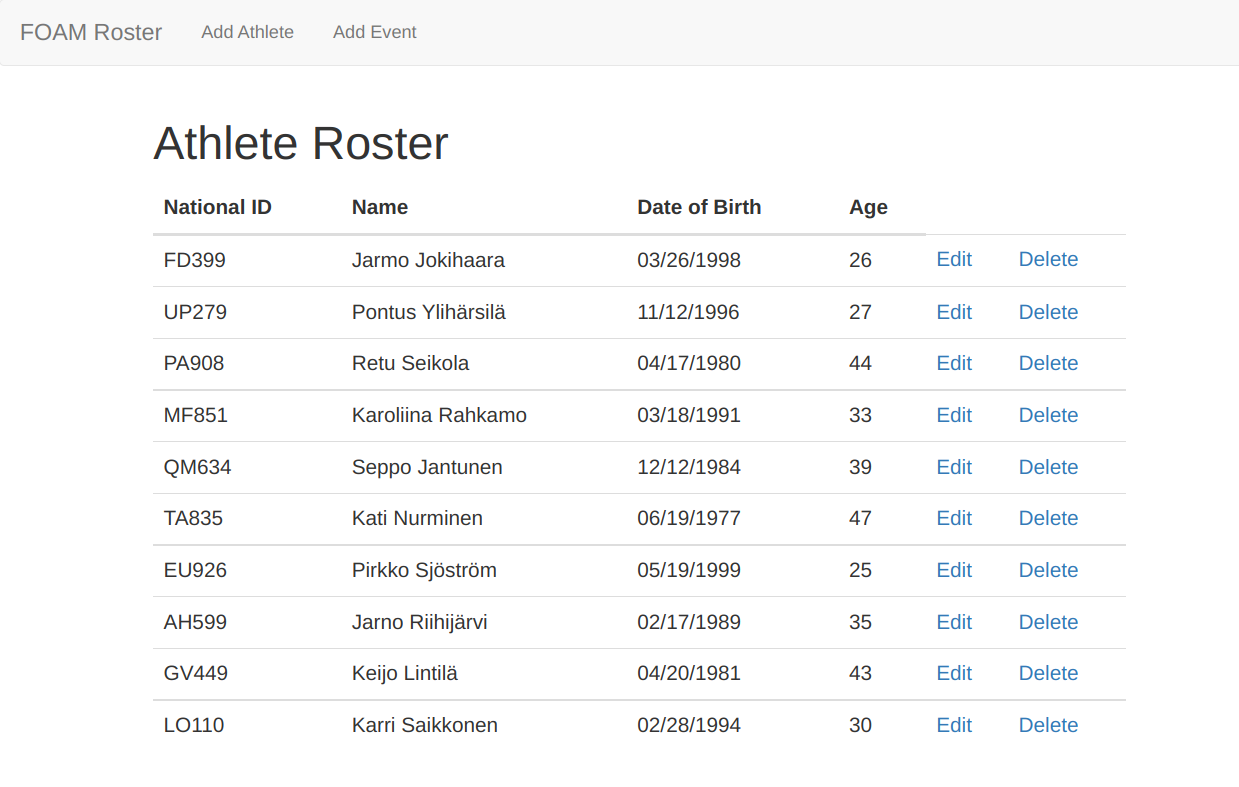 FOAM Roster Add Athlete Add Event
Athlete Roster
National ID Name Date of Birth Age
FD399 Jarmo Jokihaara 03/26/1998 26 Edit Delete
UP279 Pontus Ylihärsilä 11/12/1996 27 Edit Delete
PA908 Retu Seikola 04/17/1980 44 Edit Delete
MF851 Karoliina Rahkamo 03/18/1991 33 Edit Delete
QM634 Seppo Jantunen 12/12/1984 39 Edit Delete
TA835 Kati Nurminen 06/19/1977 47 Edit Delete
EU926 Pirkko Sjöström 05/19/1999 25 Edit Delete
AH599 Jarno Riihijärvi 02/17/1989 35 Edit Delete
GV449 Keijo Lintilä 04/20/1981 43 Edit Delete
LO110 Karri Saikkonen 02/28/1994 30 Edit Delete